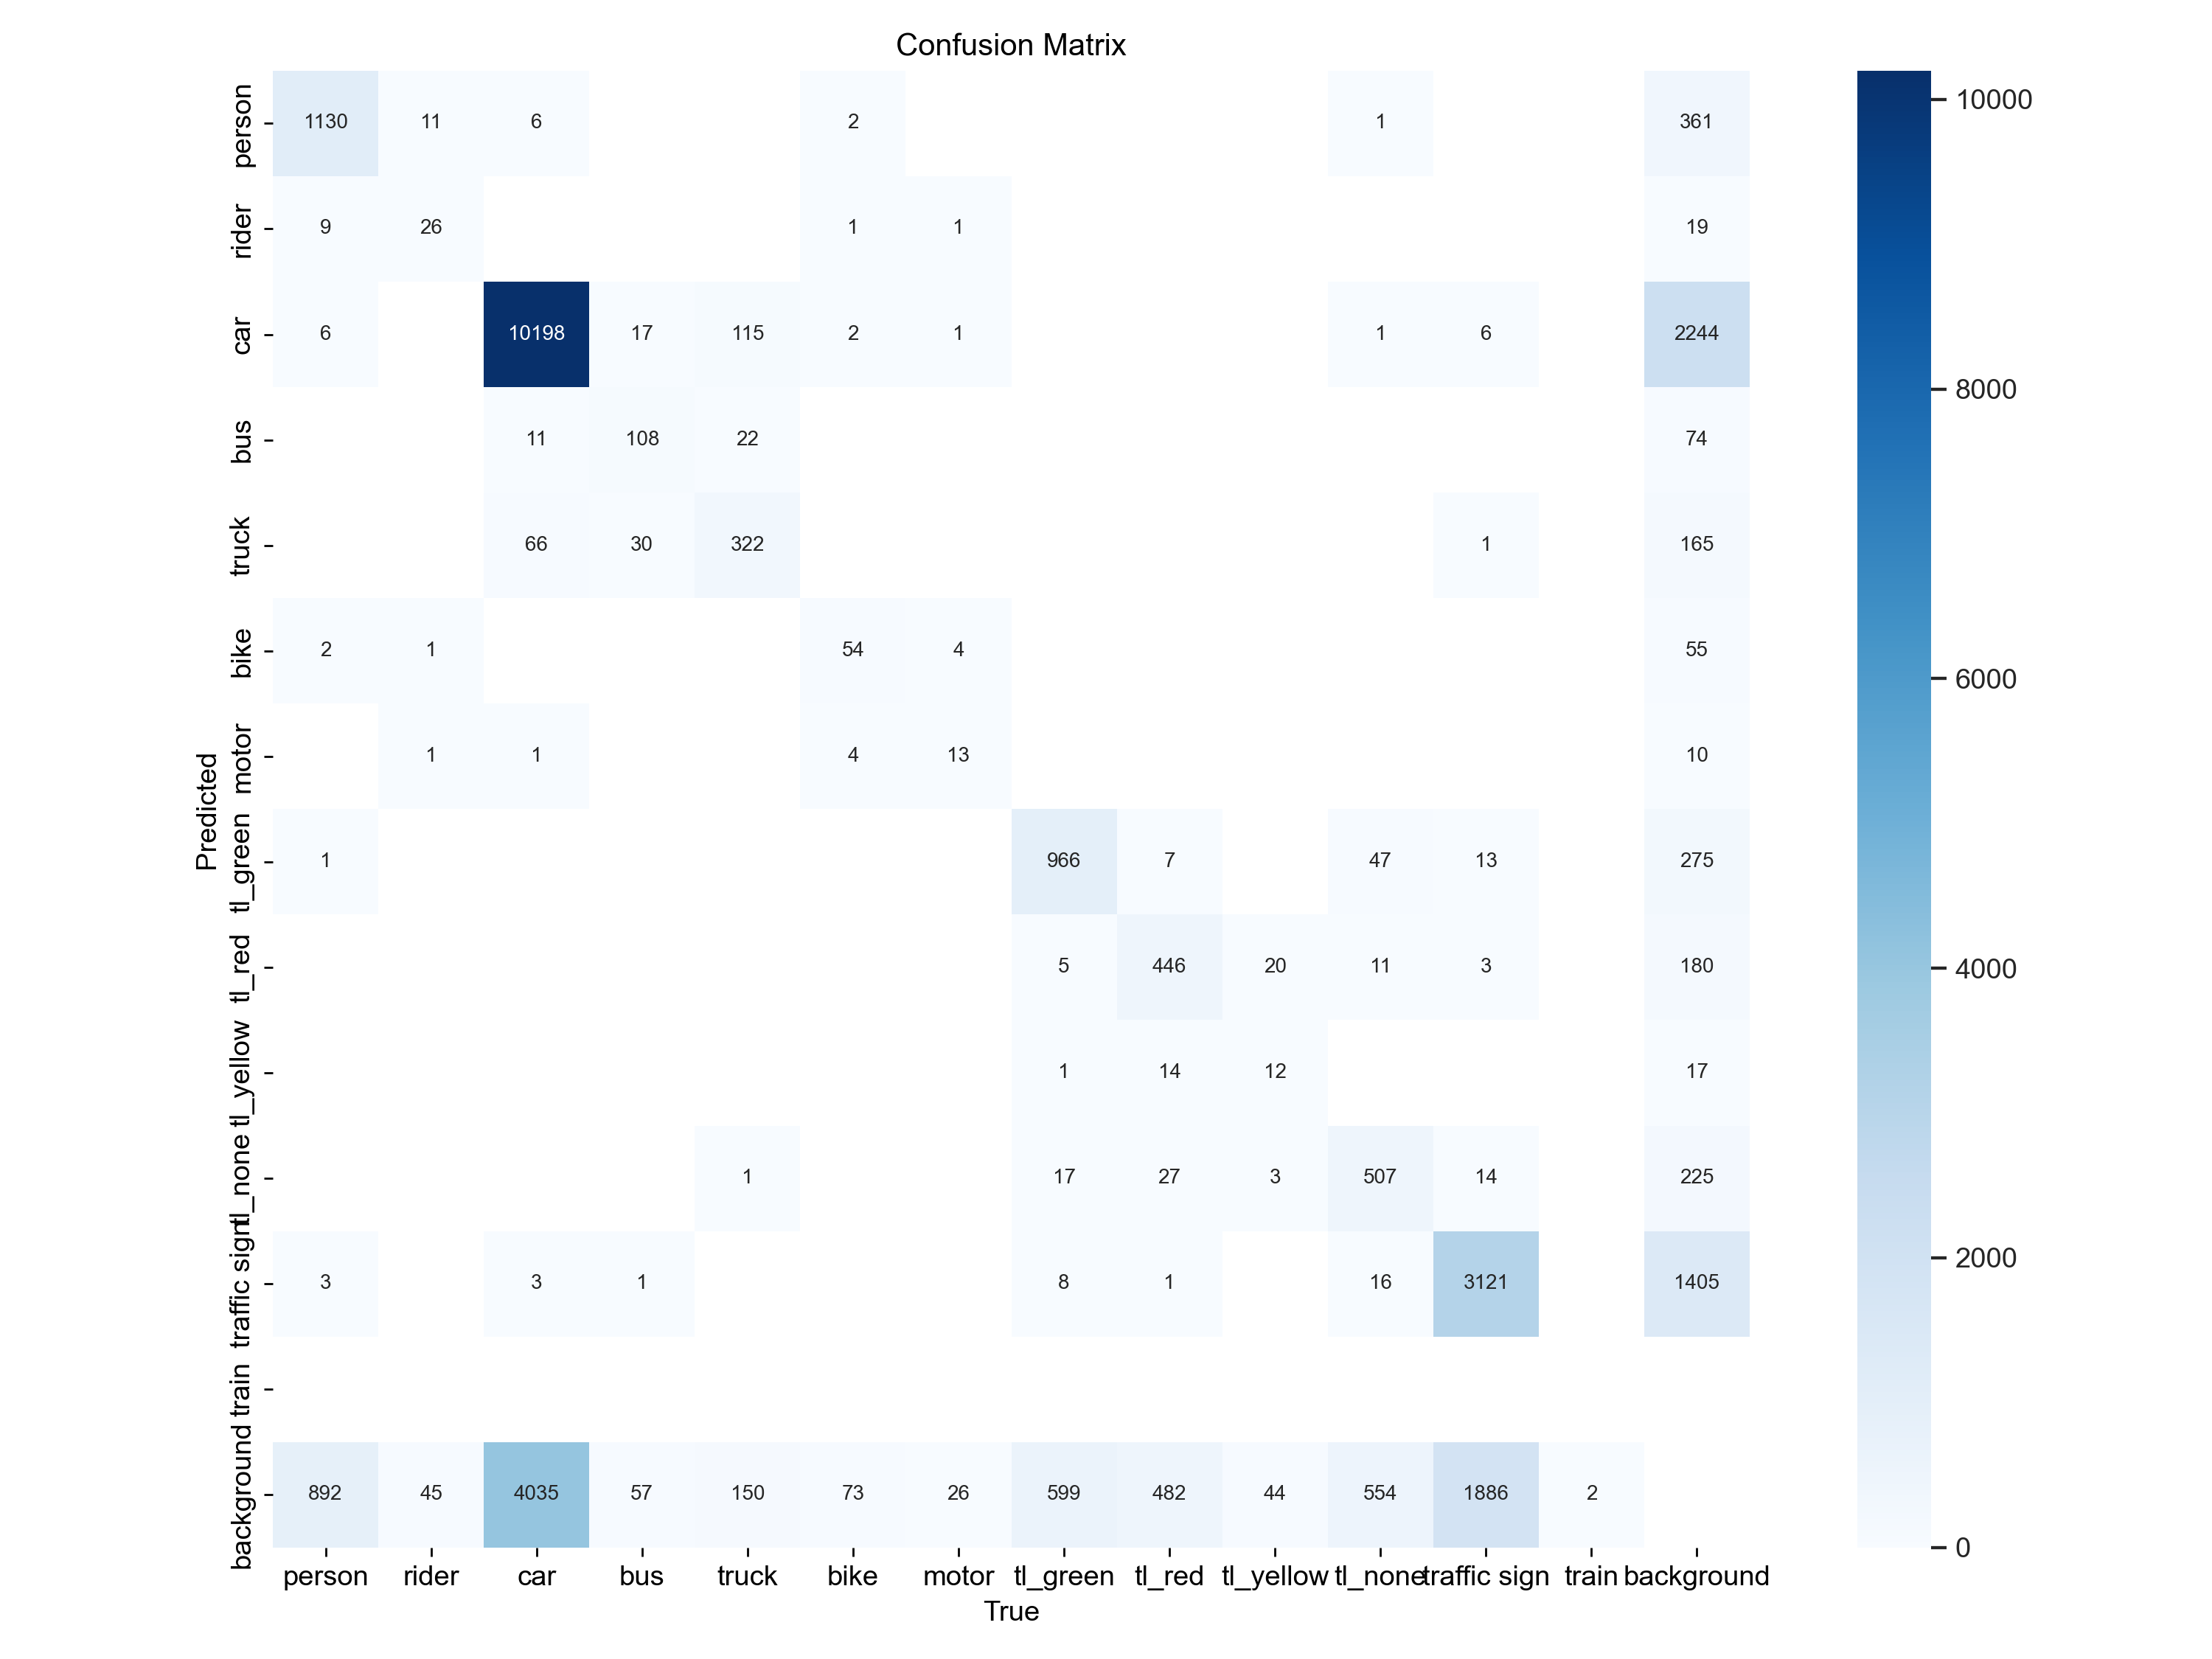 Confusion Matrix
person 1130 11 6 2 1 361
rider 9 26 1 1 19
car 6 10198 17 115 2 1 1 6 2244
bus 11 108 22 74
truck 66 30 322 1 165
bike 2 1 54 4 55
motor 1 1 4 13 10
tl_green 1 966 7 47 13 275
tl_red 5 446 20 11 3 180
tl_yellow 1 14 12 17
tl_none 1 17 27 3 507 14 225
traffic sign 3 3 1 8 1 16 3121 1405
train
background 892 45 4035 57 150 73 26 599 482 44 554 1886 2
person rider car bus truck bike motor tl_green tl_red tl_yellow tl_none traffic sign train background
True
Predicted
10000
8000
6000
4000
2000
0